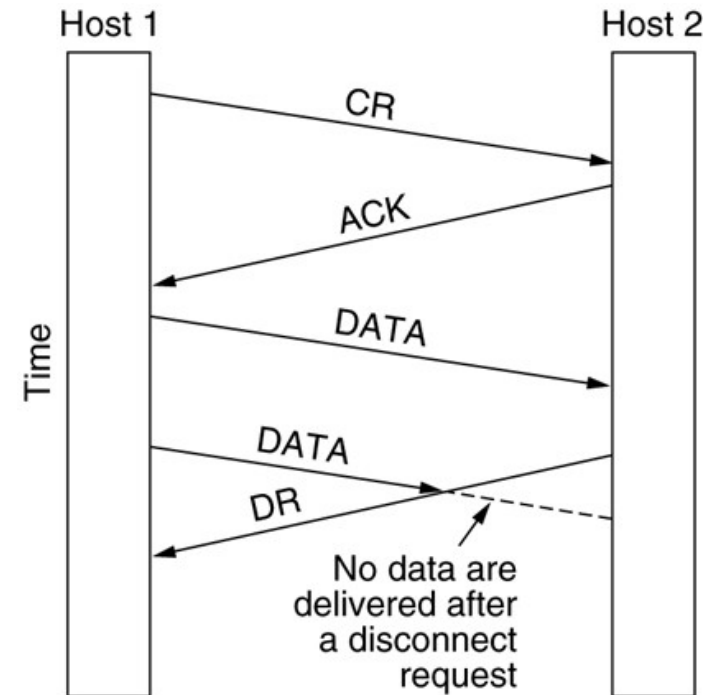 Host 1
Host 2
CR
ACK
DATA
Time
DATA
DR
No data are
delivered after
a disconnect
request